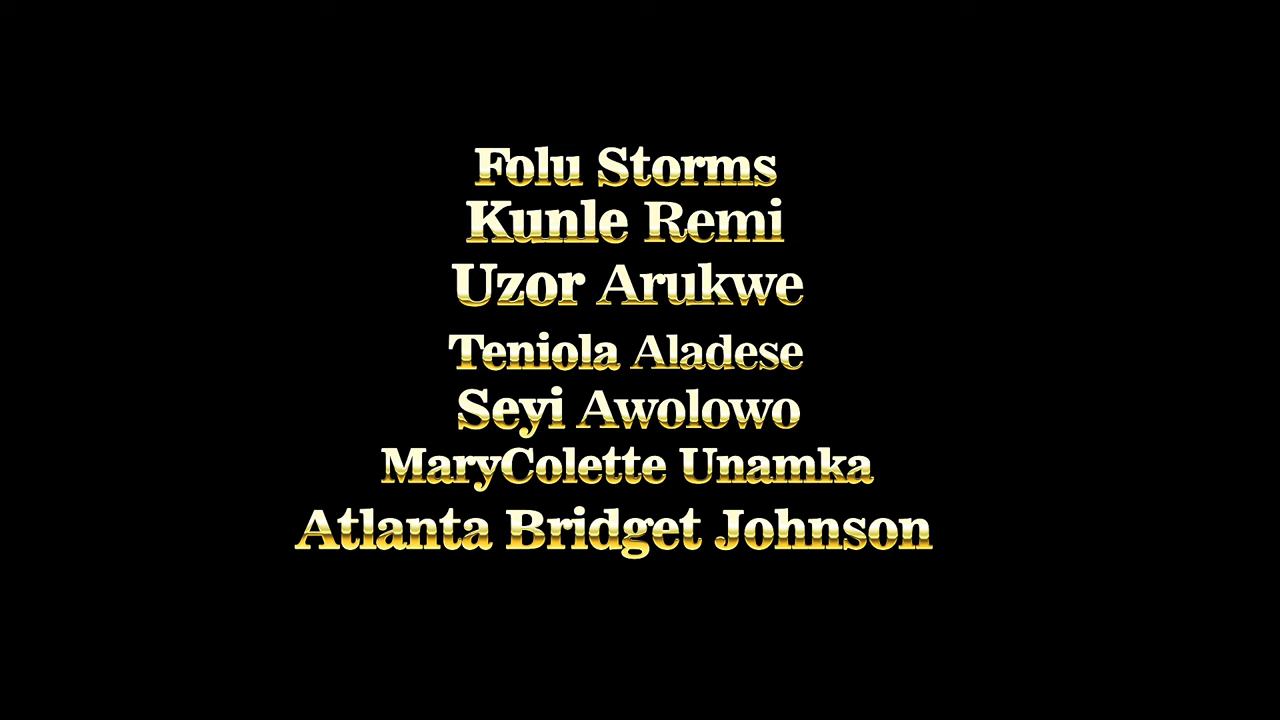 Folu Storms
Kunle Remi
Uzor Arukwe
Teniola Aladese
Seyi Awolowo
MaryColette Unamka
Atlanta Bridget Johnson